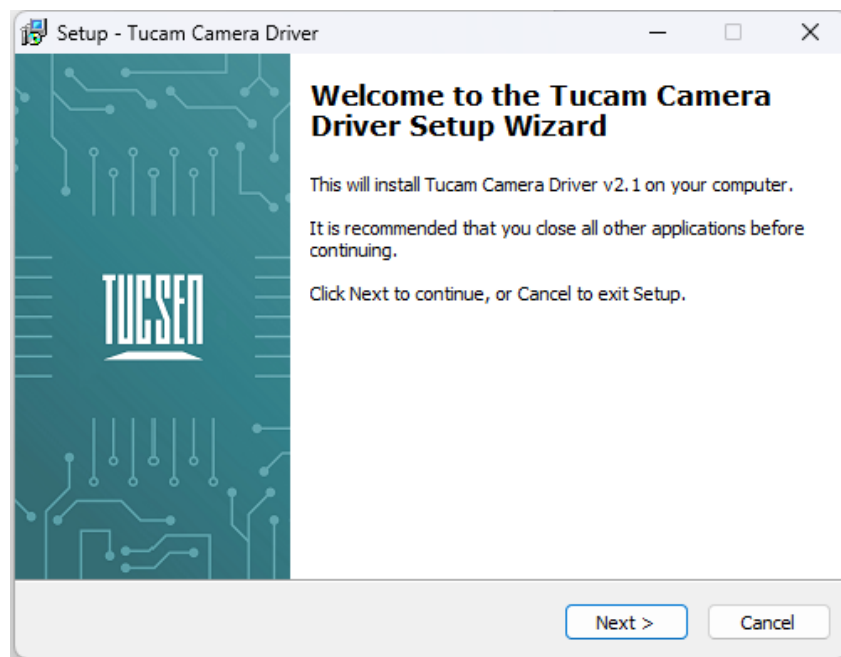 Setup - Tucam Camera Driver
Welcome to the Tucam Camera
Driver Setup Wizard
This will install Tucam Camera Driver v2.1 on your computer.
It is recommended that you close all other applications before
continuing.
Click Next to continue, or Cancel to exit Setup.
TUCSEN
Next >
Cancel